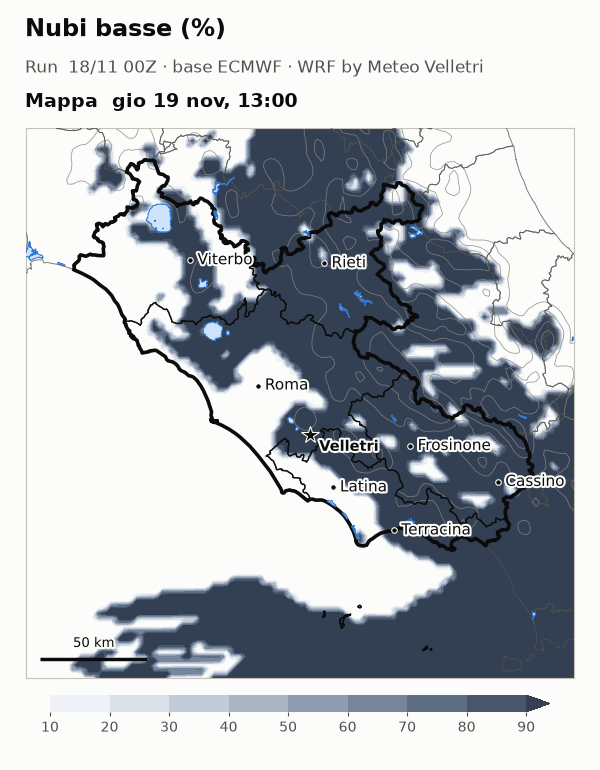 Nubi basse (%)
Run 18/11 00Z · base ECMWF · WRF by Meteo Velletri
Mappa gio 19 nov, 13:00
Viterbo
Rieti
Roma
Velletri
Frosinone
Cassino
Latina
Terracina
50 km
10 20 30 40 50 60 70 80 90